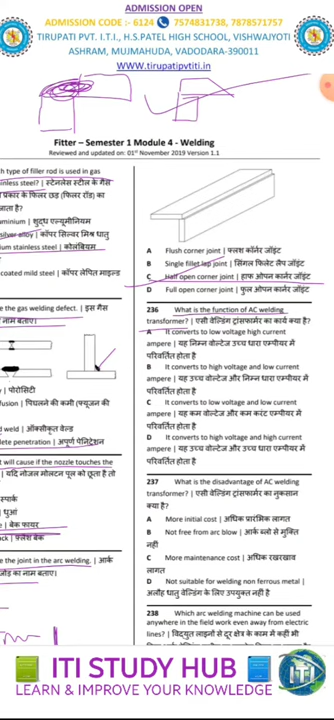 ADMISSION OPEN
ADMISSION CODE :- 6124 7574831738, 7878571757
TIRUPATI PVT. I.T.I., H.S.PATEL HIGH SCHOOL, VISHWAJYOTI
ASHRAM, MUJMAHUDA, VADODARA-390011
WWW.tirupatipvtiti.in
Fitter – Semester 1 Module 4 - Welding
Reviewed and updated on: 01st November 2019 Version 1.1
h type of filler rod is used in gas
inless steel? | स्टेनलेस स्टील के गैस
प्रकार के फिलर छड़ (फिलर रॉड) का
जाता है?
uminium | शुद्ध एल्यूमीनियम
silver alloy | कॉपर सिल्वर मिश्र धातु
ium stainless steel | कोलंबियम
coated mild steel | कॉपर लेपित माइल्ड
e the gas welding defect. | इस गैस
नाम बताए।
y | पोरोसिटी
fusion | पिघलने की कमी (फ्यूजन की
d weld | ऑक्सीकृत वेल्ड
lete penetration | अपूर्ण पेनिट्रेशन
t will cause if the nozzle touches the
| यदि नोजल मोलटन पूल को छूता है तो
स्पार्क
धुआं
e | बेक फायर
ack | फ़्लैश बेक
e the joint in the arc welding. | आर्क
जोड़ का नाम बताए।
A Flush corner joint | फ्लश कॉर्नर जॉइंट
B Single fillet lap joint | सिंगल फिलेट लैप जॉइंट
C Half open corner joint | हाफ ओपन कार्नर जॉइंट
D Full open corner joint | फुल ओपन कार्नर जॉइंट
236 What is the function of AC welding
transformer? | एसी वेल्डिंग ट्रांसफार्मर का कार्य क्या है?
A It converts to low voltage high current
ampere | यह निम्न वोल्टेज उच्च धारा एम्पीयर में
परिवर्तित होता है
B It converts to high voltage and low current
ampere | यह उच्च वोल्टेज और निम्न धारा एम्पीयर में
परिवर्तित होता है
C It converts to low voltage and low current
ampere | यह कम वोल्टेज और कम करंट एम्पीयर में
परिवर्तित होता है
D It converts to high voltage and high current
ampere | यह उच्च वोल्टेज और उच्च धारा एम्पीयर में
परिवर्तित होता है
237 What is the disadvantage of AC welding
transformer? | एसी वेल्डिंग ट्रांसफार्मर का नुकसान
क्या है?
A More initial cost | अधिक प्रारंभिक लागत
B Not free from arc blow | आर्क ब्लो से मुक्ति
नहीं
C More maintenance cost | अधिक रखरखाव
लागत
D Not suitable for welding non ferrous metal |
अलौह धातु वेल्डिंग के लिए उपयुक्त नहीं है
238 Which arc welding machine can be used
anywhere in the field work even away from electric
lines? | विद्युत लाइनों से दूर क्षेत्र के काम में कहीं भी
ITI STUDY HUB
LEARN & IMPROVE YOUR KNOWLEDGE
ITI